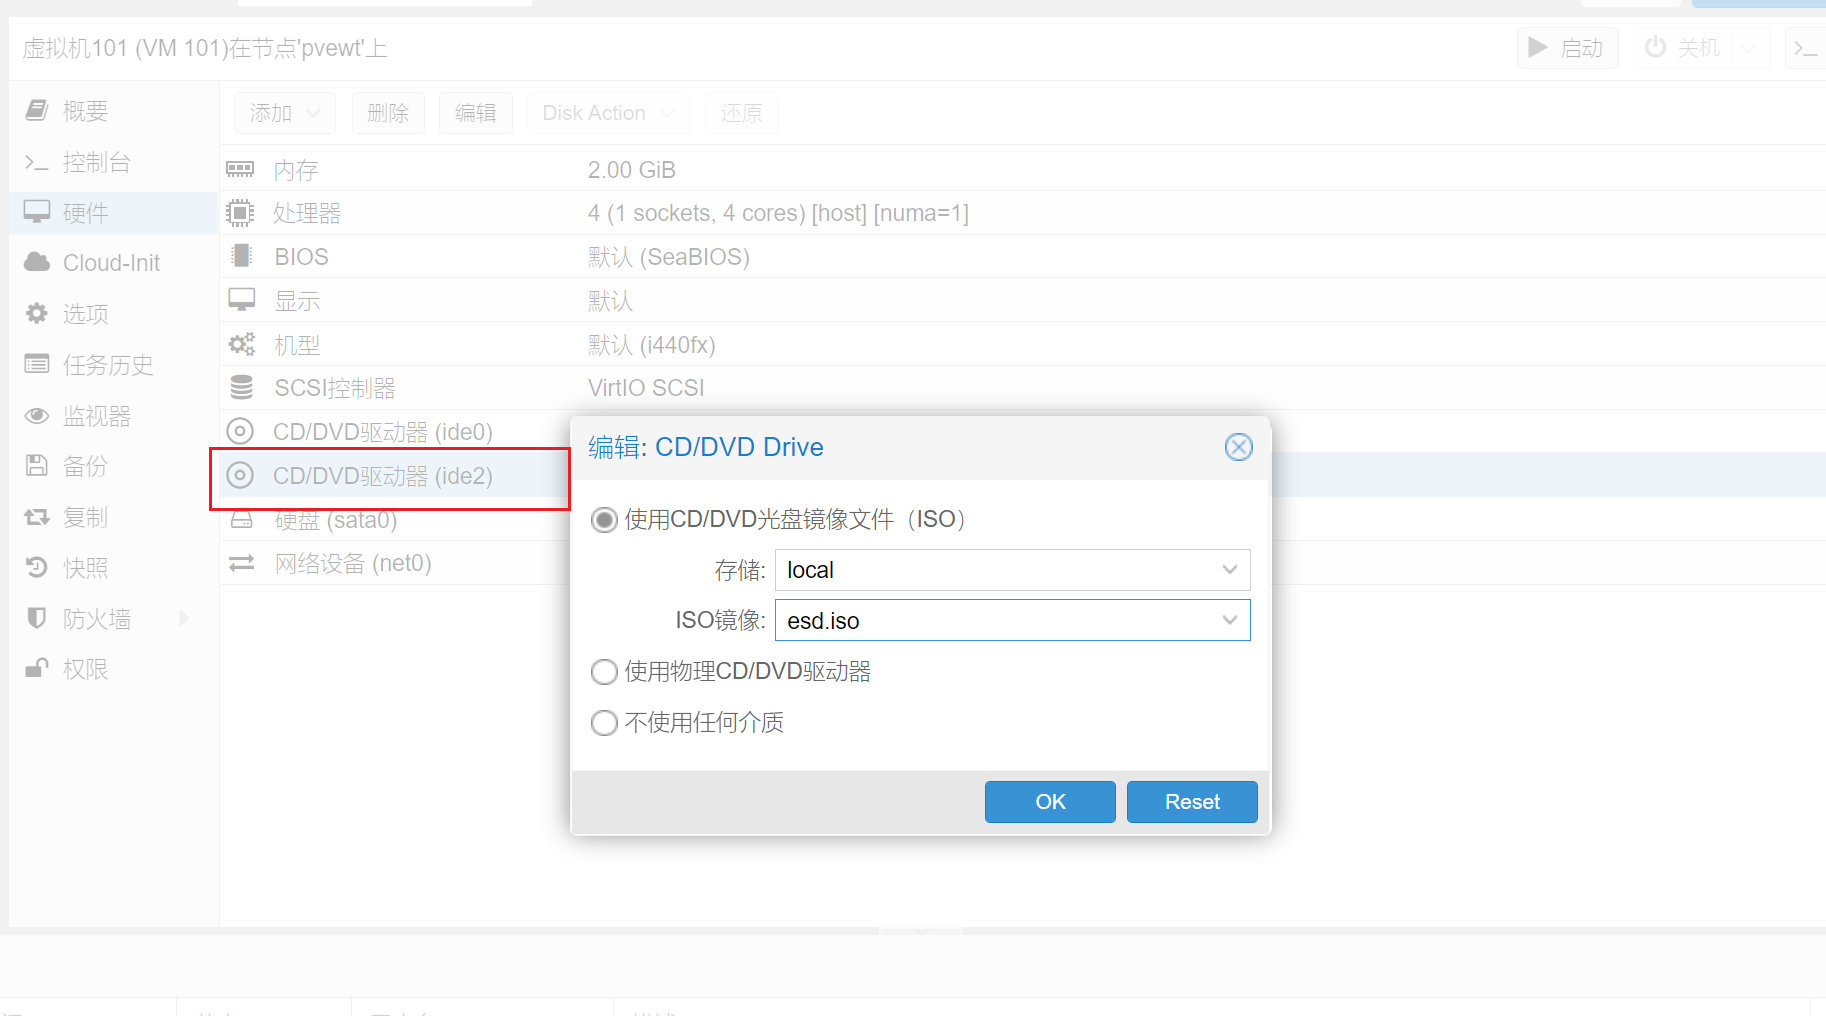 虚拟机101 (VM 101)在节点'pvewt'上
启动
关机
概要
控制台
硬件
Cloud-Init
选项
任务历史
监视器
备份
复制
快照
防火墙
权限
添加 删除 编辑 Disk Action 还原
内存 2.00 GiB
处理器 4 (1 sockets, 4 cores) [host] [numa=1]
BIOS 默认 (SeaBIOS)
显示 默认
机型 默认 (i440fx)
SCSI控制器 VirtIO SCSI
CD/DVD驱动器 (ide0)
CD/DVD驱动器 (ide2)
硬盘 (sata0)
网络设备 (net0)
编辑: CD/DVD Drive
使用CD/DVD光盘镜像文件（ISO）
存储: local
ISO镜像: esd.iso
使用物理CD/DVD驱动器
不使用任何介质
OK Reset